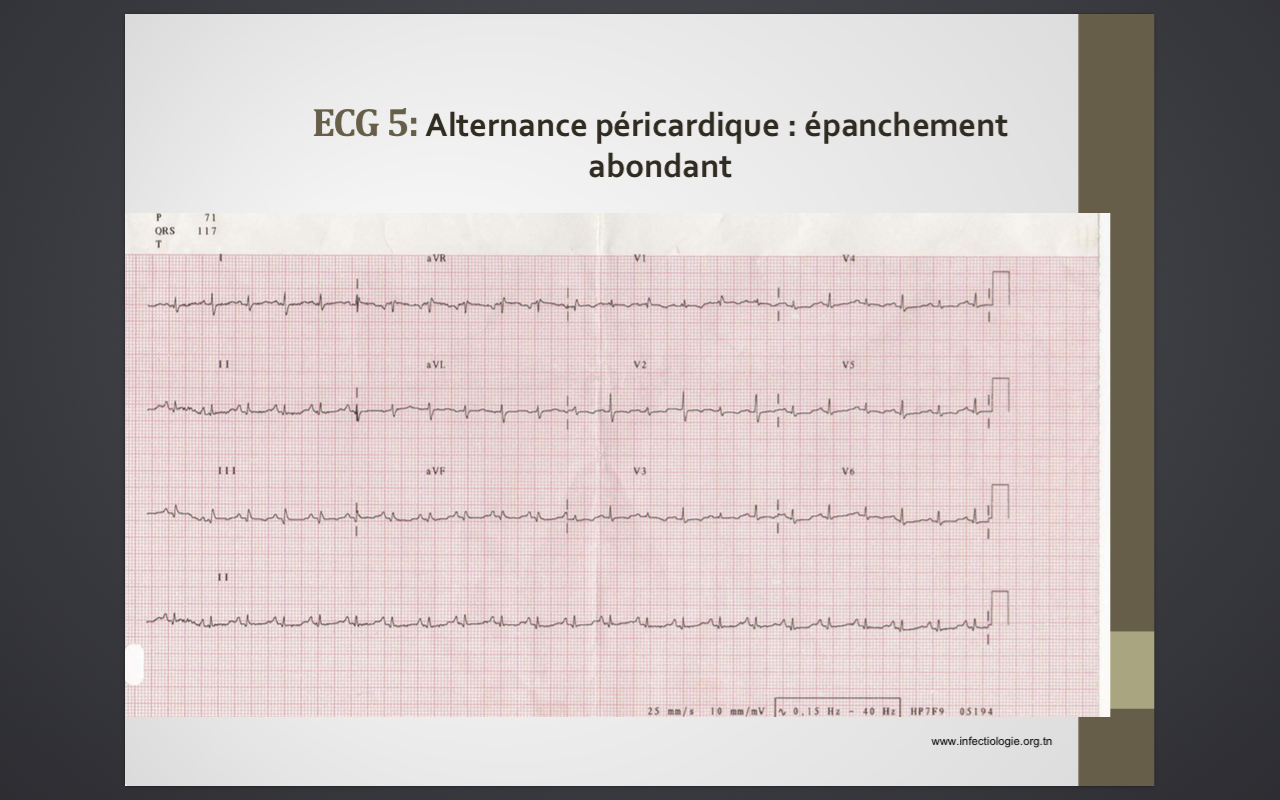 ECG 5: Alternance péricardique : épanchement
abondant
P 71
QRS 117
T
I aVR V1 V4
II aVL V2 V5
III aVF V3 V6
II
25 mm/s 10 mm/mV ∿ 0.15 Hz - 40 Hz HP7F9 05194
www.infectiologie.org.tn